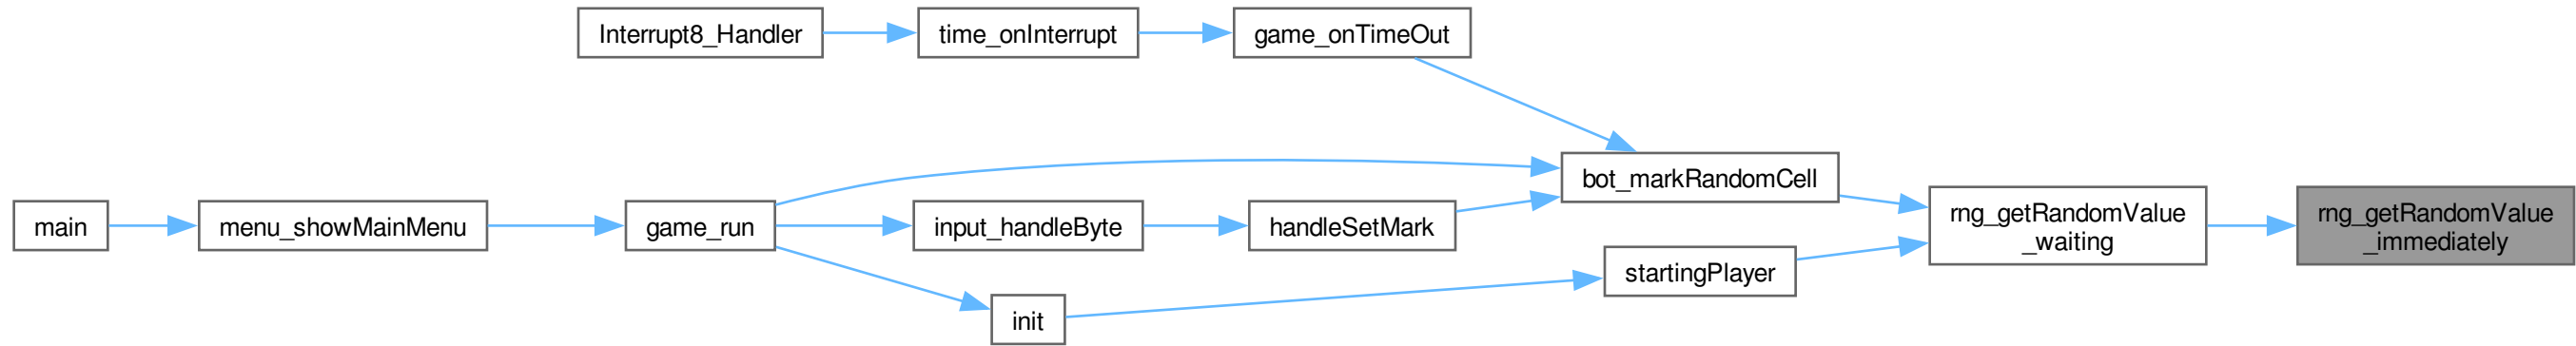 Interrupt8_Handler
time_onInterrupt
game_onTimeOut
main
menu_showMainMenu
game_run
input_handleByte
handleSetMark
init
bot_markRandomCell
startingPlayer
rng_getRandomValue
_waiting
rng_getRandomValue
_immediately